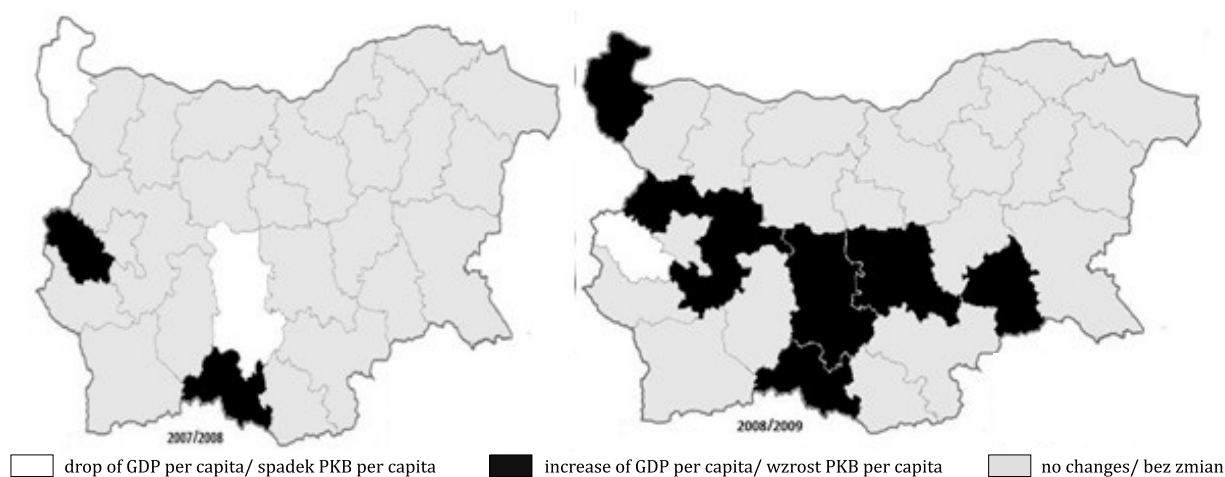 2007/2008
2008/2009
drop of GDP per capita/ spadek PKB per capita
increase of GDP per capita/ wzrost PKB per capita
no changes/ bez zmian